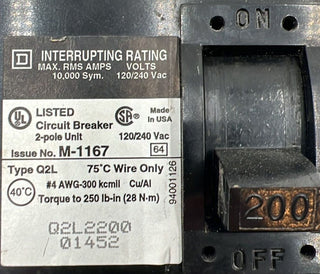 INTERRUPTING RATING
MAX. RMS AMPS VOLTS
10,000 Sym. 120/240 Vac
UL LISTED
Circuit Breaker
2-pole Unit
SA
Made in USA
120/240 Vac
Issue No. M-1167
64
Type Q2L 75°C Wire Only
40°C
#4 AWG-300 kcmil Cu/Al
Torque to 250 lb-in (28 N·m)
94001126
Q2L2200
01452
ON
200
OFF